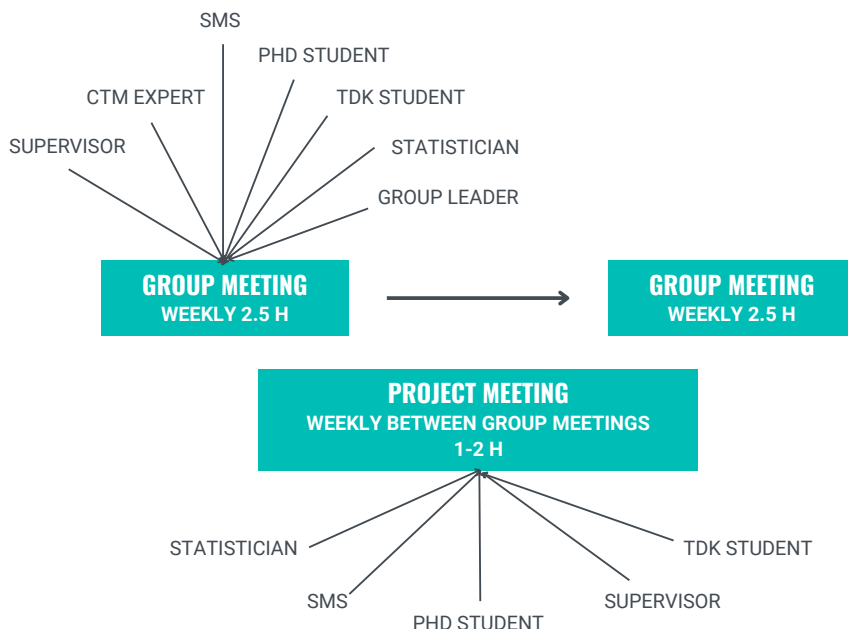 SMS
PHD STUDENT
CTM EXPERT
TDK STUDENT
SUPERVISOR
STATISTICIAN
GROUP LEADER
GROUP MEETING
WEEKLY 2.5 H
GROUP MEETING
WEEKLY 2.5 H
PROJECT MEETING
WEEKLY BETWEEN GROUP MEETINGS
1-2 H
STATISTICIAN
TDK STUDENT
SMS
SUPERVISOR
PHD STUDENT